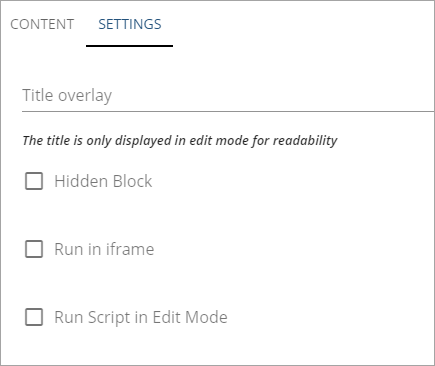 CONTENT SETTINGS
Title overlay
The title is only displayed in edit mode for readability
Hidden Block
Run in iframe
Run Script in Edit Mode